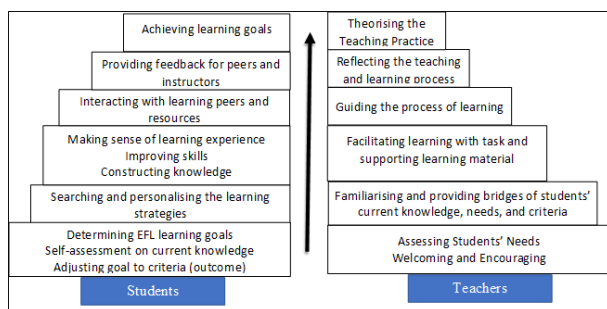 Achieving learning goals
Providing feedback for peers and
instructors
Interacting with learning peers and
resources
Making sense of learning experience
Improving skills
Constructing knowledge
Searching and personalising the learning
strategies
Determining EFL learning goals
Self-assessment on current knowledge
Adjusting goal to criteria (outcome)
Students
Theorising the
Teaching Practice
Reflecting the teaching
and learning process
Guiding the process of learning
Facilitating learning with task and
supporting learning material
Familiarising and providing bridges of students'
current knowledge, needs, and criteria
Assessing Students' Needs
Welcoming and Encouraging
Teachers